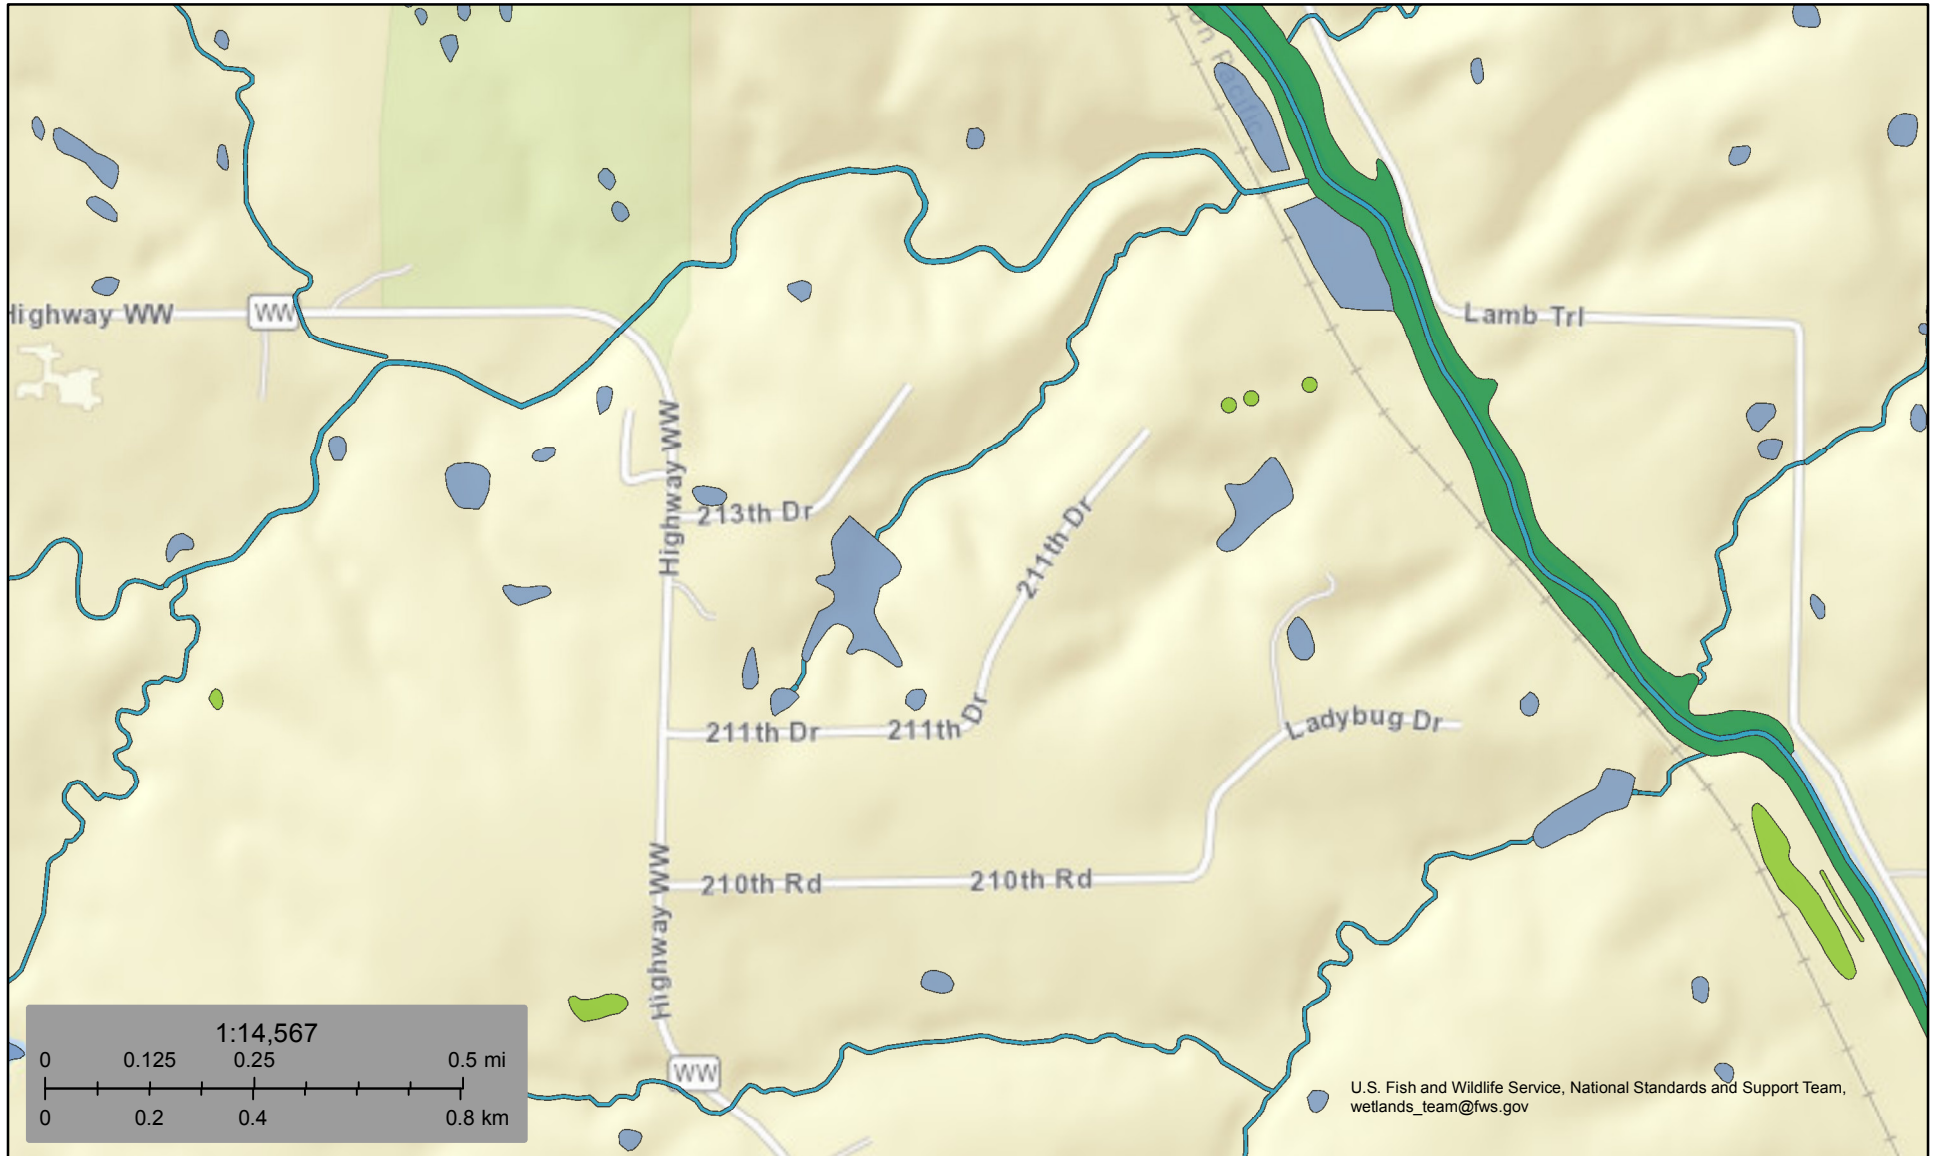 on Pacific
Highway WW
WW
Lamb Trl
Highway WW
213th Dr
211th Dr
211th Dr
211th
Dr
Ladybug Dr
210th Rd
210th Rd
Highway WW
WW
1:14,567
0 0.125 0.25 0.5 mi
0 0.2 0.4 0.8 km
U.S. Fish and Wildlife Service, National Standards and Support Team,
wetlands_team@fws.gov